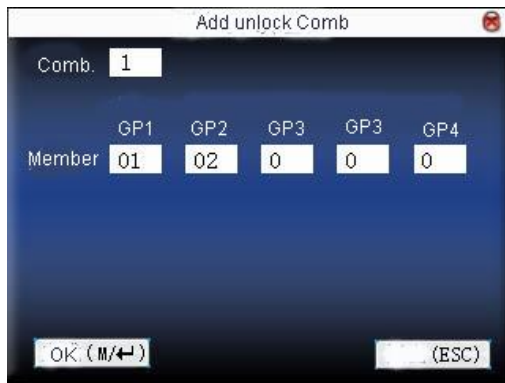 Add unlock Comb
Comb. 1
GP1 GP2 GP3 GP3 GP4
Member 01 02 0 0 0
OK (M/↵) (ESC)